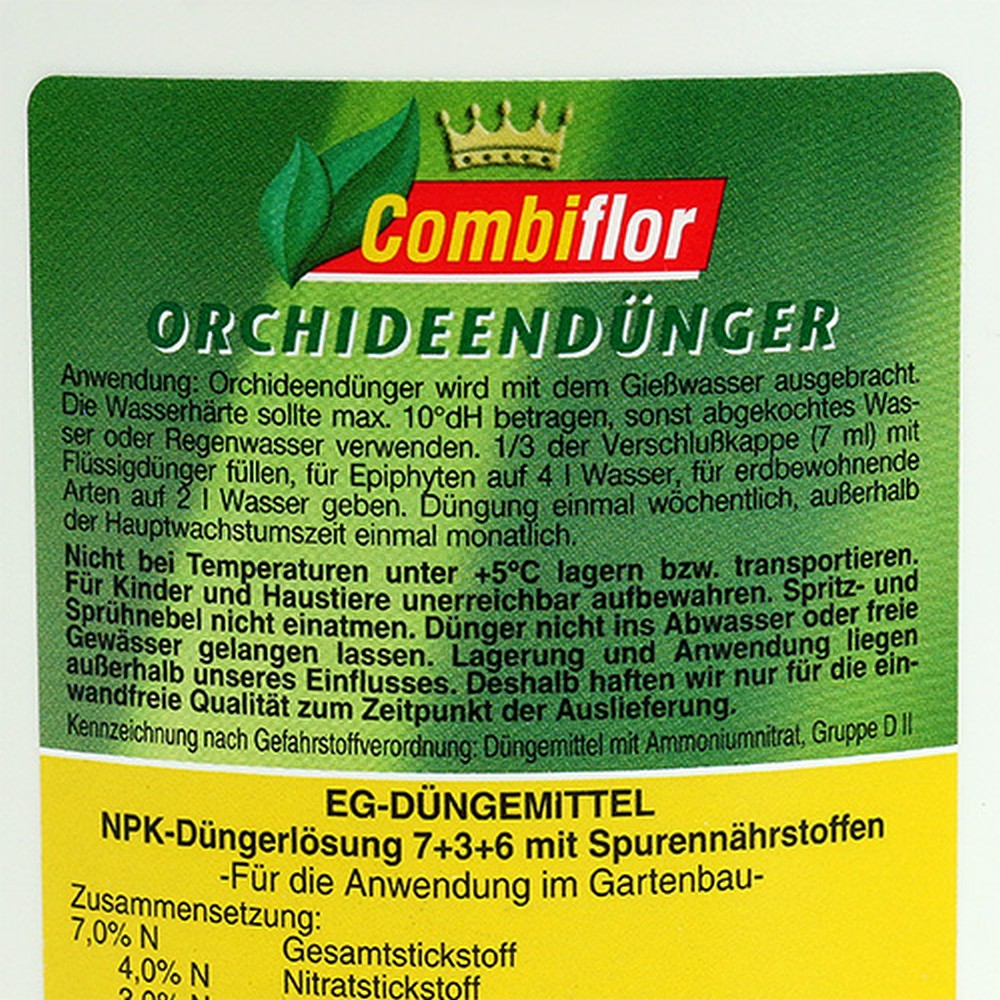 Combiflor
ORCHIDEENDÜNGER
Anwendung: Orchideendünger wird mit dem Gießwasser ausgebracht.
Die Wasserhärte sollte max. 10°dH betragen, sonst abgekochtes Was-
ser oder Regenwasser verwenden. 1/3 der Verschlußkappe (7 ml) mit
Flüssigdünger füllen, für Epiphyten auf 4 l Wasser, für erdbewohnende
Arten auf 2 l Wasser geben. Düngung einmal wöchentlich, außerhalb
der Hauptwachstumszeit einmal monatlich.
Nicht bei Temperaturen unter +5°C lagern bzw. transportieren.
Für Kinder und Haustiere unerreichbar aufbewahren. Spritz- und
Sprühnebel nicht einatmen. Dünger nicht ins Abwasser oder freie
Gewässer gelangen lassen. Lagerung und Anwendung liegen
außerhalb unseres Einflusses. Deshalb haften wir nur für die ein-
wandfreie Qualität zum Zeitpunkt der Auslieferung.
Kennzeichnung nach Gefahrstoffverordnung: Düngemittel mit Ammoniumnitrat, Gruppe D II
EG-DÜNGEMITTEL
NPK-Düngerlösung 7+3+6 mit Spurennährstoffen
-Für die Anwendung im Gartenbau-
Zusammensetzung:
7,0% N Gesamtstickstoff
4,0% N Nitratstickstoff
3,0% N